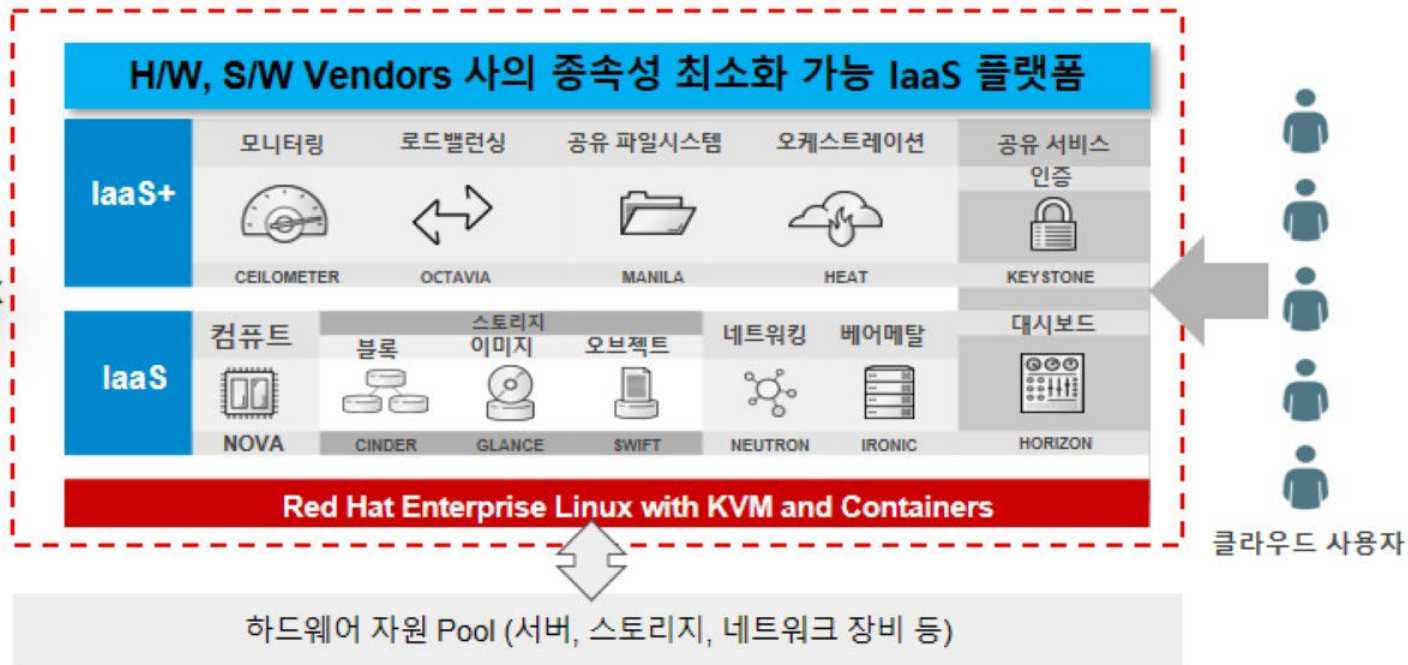 H/W, S/W Vendors 사의 종속성 최소화 가능 IaaS 플랫폼
IaaS+
모니터링 로드밸런싱 공유 파일시스템 오케스트레이션 공유 서비스
인증
CEILOMETER OCTAVIA MANILA HEAT KEYSTONE
IaaS
컴퓨트 스토리지 네트워킹 베어메탈 대시보드
블록 이미지 오브젝트
NOVA CINDER GLANCE SWIFT NEUTRON IRONIC HORIZON
Red Hat Enterprise Linux with KVM and Containers
클라우드 사용자
하드웨어 자원 Pool (서버, 스토리지, 네트워크 장비 등)